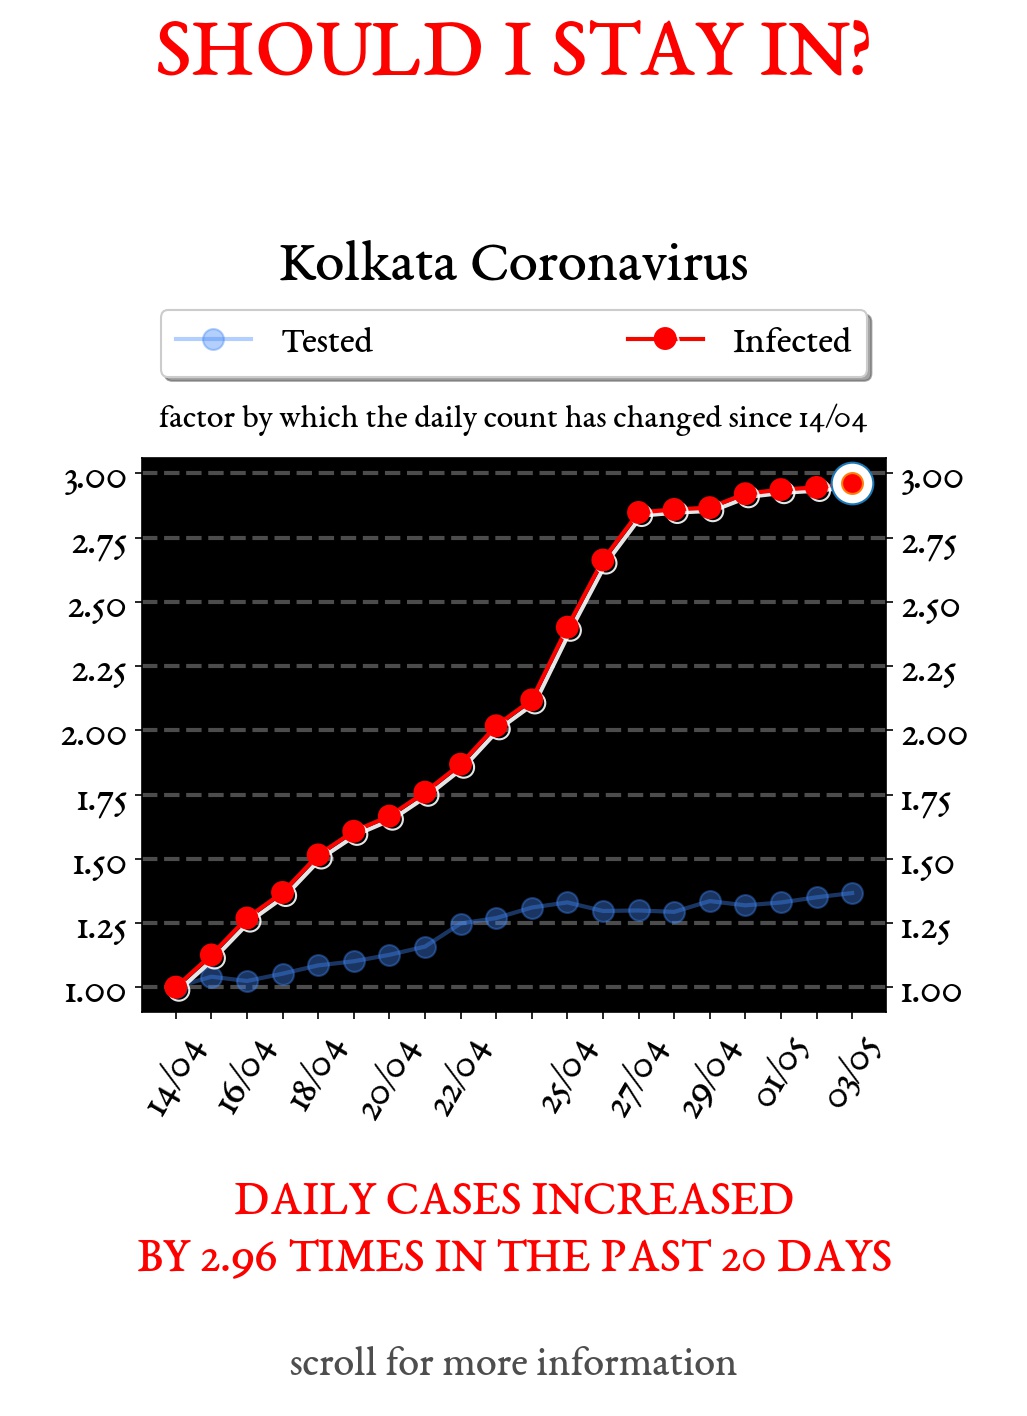 SHOULD I STAY IN?
Kolkata Coronavirus
Tested Infected
factor by which the daily count has changed since 14/04
3.00 3.00
2.75 2.75
2.50 2.50
2.25 2.25
2.00 2.00
1.75 1.75
1.50 1.50
1.25 1.25
1.00 1.00
14/04 16/04 18/04 20/04 22/04 25/04 27/04 29/04 01/05 03/05
DAILY CASES INCREASED
BY 2.96 TIMES IN THE PAST 20 DAYS
scroll for more information